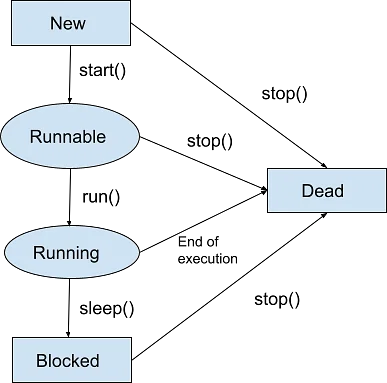 New
start()
stop()
Runnable
stop()
Dead
run()
Running
End of
execution
sleep()
stop()
Blocked